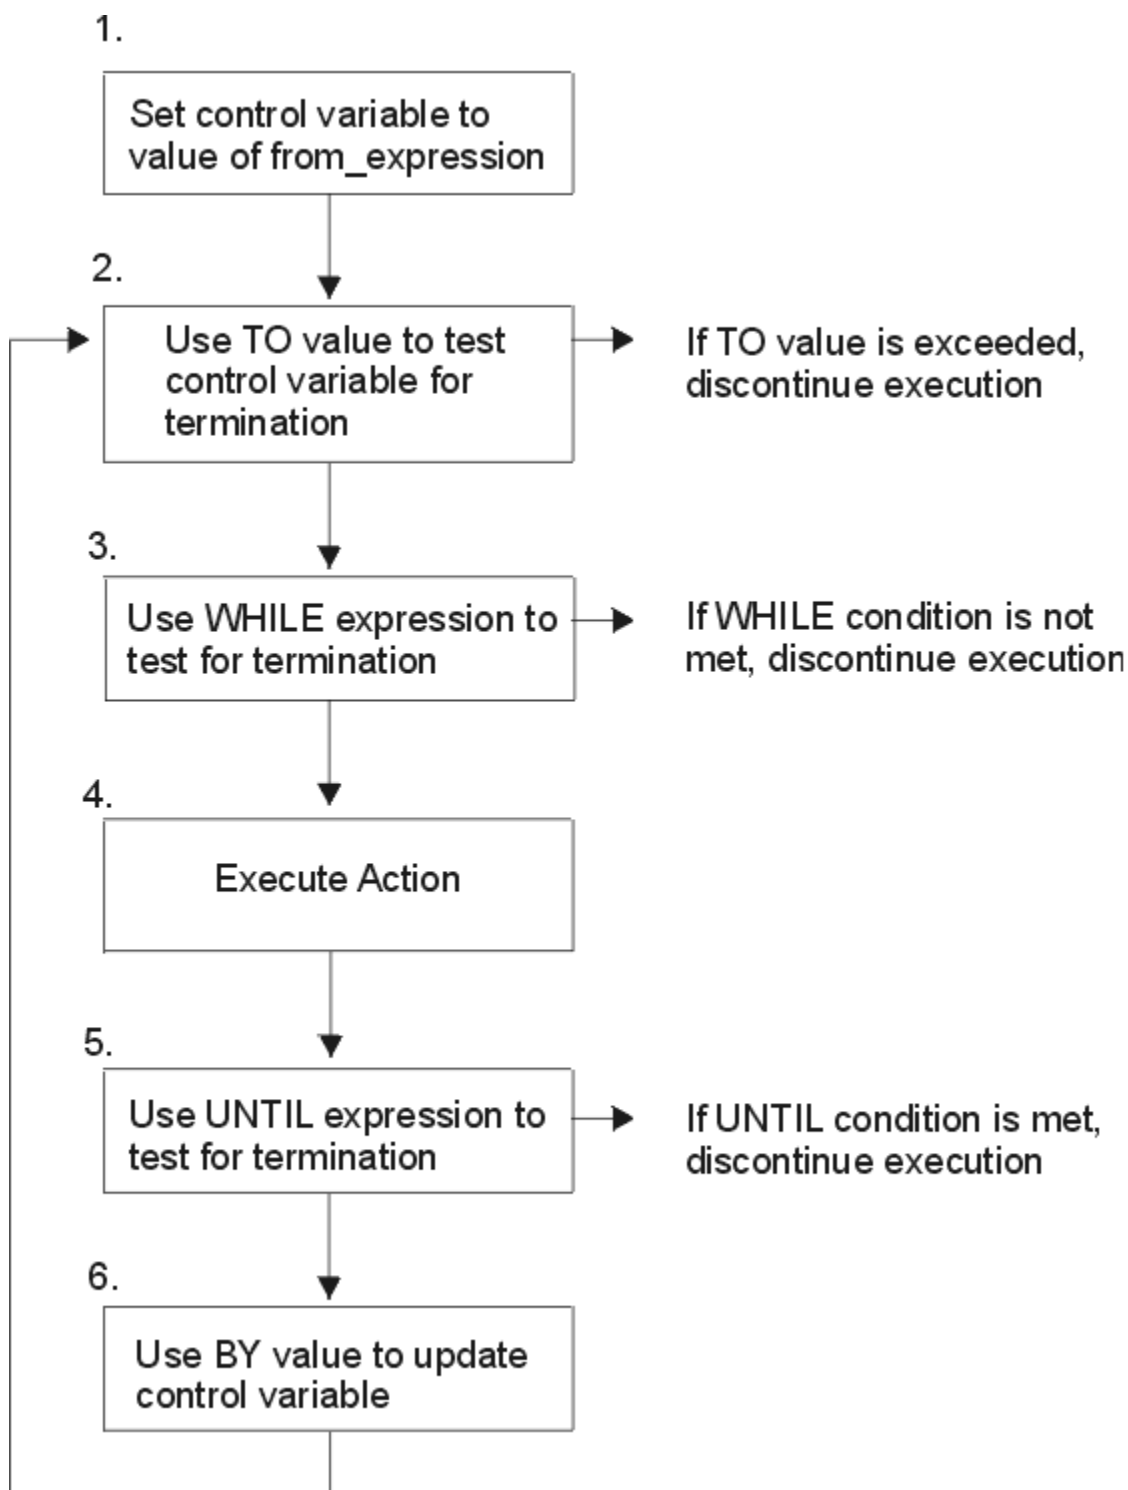 1.
Set control variable to
value of from_expression
2.
Use TO value to test
control variable for
termination
If TO value is exceeded,
discontinue execution
3.
Use WHILE expression to
test for termination
If WHILE condition is not
met, discontinue execution
4.
Execute Action
5.
Use UNTIL expression to
test for termination
If UNTIL condition is met,
discontinue execution
6.
Use BY value to update
control variable